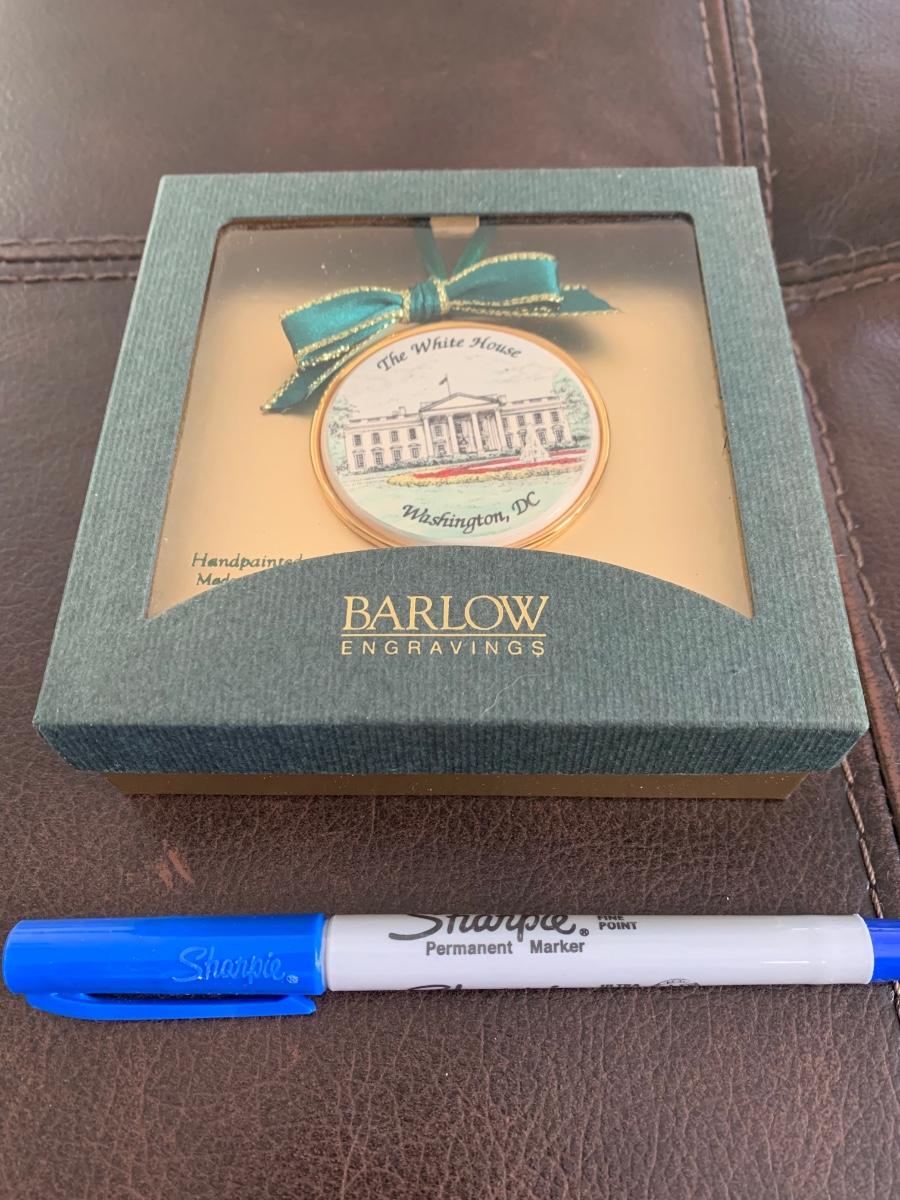 The White House
Washington, DC
Handpainted
BARLOW
ENGRAVINGS
Sharpie
Sharpie® FINE
POINT
Permanent Marker